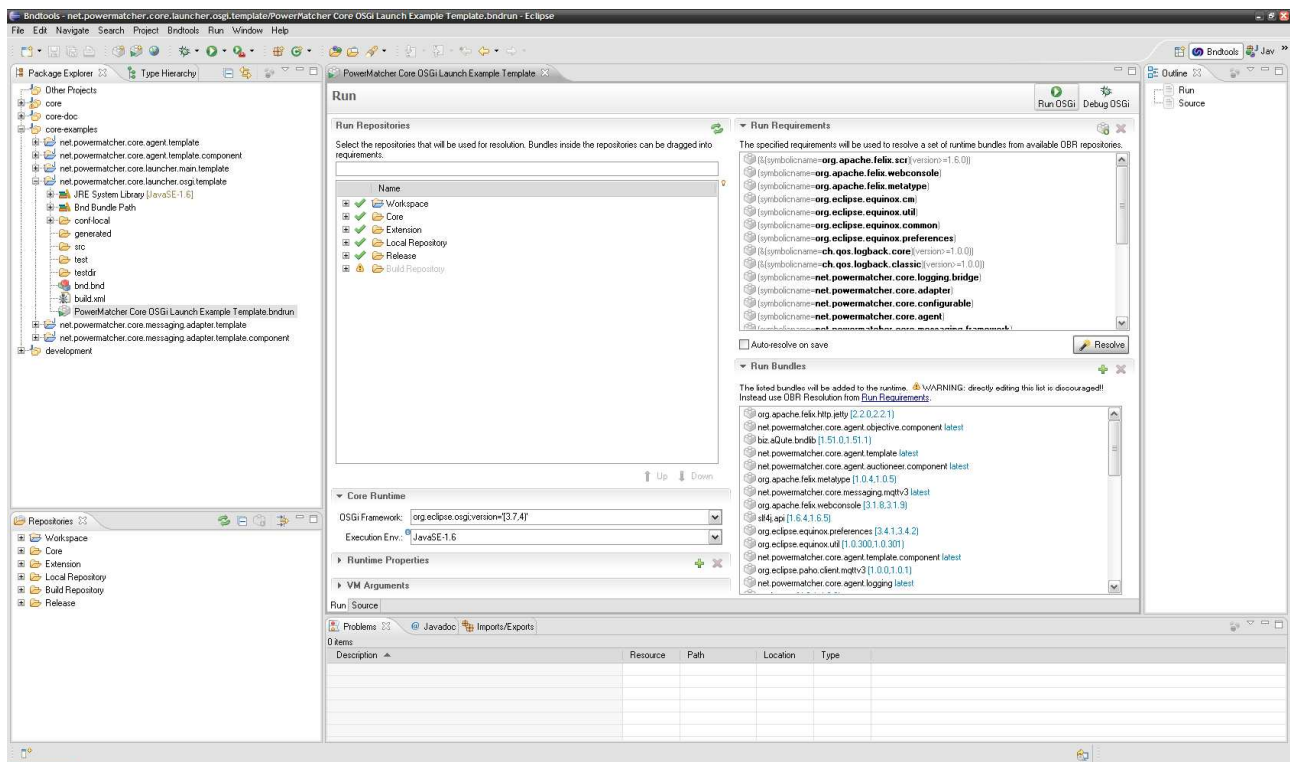 Bndtools - net.powermatcher.core.launcher.osgi.template/PowerMatcher Core OSGi Launch Example Template.bndrun - Eclipse
File Edit Navigate Search Project Bndtools Run Window Help
Bndtools Jav »
Package Explorer
Type Hierarchy
Other Projects
core
core-doc
core-examples
net.powermatcher.core.agent.template
net.powermatcher.core.agent.template.component
net.powermatcher.core.launcher.main.template
net.powermatcher.core.launcher.osgi.template
JRE System Library [JavaSE-1.6]
Bnd Bundle Path
conf-local
generated
src
test
testdir
bnd.bnd
build.xml
PowerMatcher Core OSGi Launch Example Template.bndrun
net.powermatcher.core.messaging.adapter.template
net.powermatcher.core.messaging.adapter.template.component
development
Repositories
Workspace
Core
Extension
Local Repository
Build Repository
Release
PowerMatcher Core OSGi Launch Example Template
Run
Run OSGi Debug OSGi
Run Repositories
Select the repositories that will be used for resolution. Bundles inside the repositories can be dragged into
requirements.
Name
Workspace
Core
Extension
Local Repository
Release
Build Repository
Up Down
Core Runtime
OSGi Framework: org.eclipse.osgi;version='[3.7,4)'
Execution Env.: JavaSE-1.6
Runtime Properties
VM Arguments
Run Source
Run Requirements
The specified requirements will be used to resolve a set of runtime bundles from available OBR repositories.
(&(symbolicname=org.apache.felix.scr)(version>=1.6.0))
(symbolicname=org.apache.felix.webconsole)
(symbolicname=org.apache.felix.metatype)
(symbolicname=org.eclipse.equinox.cm)
(symbolicname=org.eclipse.equinox.util)
(symbolicname=org.eclipse.equinox.common)
(symbolicname=org.eclipse.equinox.preferences)
(&(symbolicname=ch.qos.logback.core)(version>=1.0.0))
(&(symbolicname=ch.qos.logback.classic)(version>=1.0.0))
(symbolicname=net.powermatcher.core.logging.bridge)
(symbolicname=net.powermatcher.core.adapter)
(symbolicname=net.powermatcher.core.configurable)
(symbolicname=net.powermatcher.core.agent)
(symbolicname=net.powermatcher.core.messaging.framework)
Auto-resolve on save
Resolve
Run Bundles
The listed bundles will be added to the runtime. WARNING: directly editing this list is discouraged!!
Instead use OBR Resolution from Run Requirements.
org.apache.felix.http.jetty [2.2.0,2.2.1)
net.powermatcher.core.agent.objective.component latest
biz.aQute.bndlib [1.51.0,1.51.1)
net.powermatcher.core.agent.template latest
net.powermatcher.core.agent.auctioneer.component latest
org.apache.felix.metatype [1.0.4,1.0.5)
net.powermatcher.core.messaging.mqttv3 latest
org.apache.felix.webconsole [3.1.8,3.1.9)
slf4j.api [1.6.4,1.6.5)
org.eclipse.equinox.preferences [3.4.1,3.4.2)
org.eclipse.equinox.util [1.0.300,1.0.301)
net.powermatcher.core.agent.template.component latest
org.eclipse.paho.client.mqttv3 [1.0.0,1.0.1)
net.powermatcher.core.agent.logging latest
Outline
Run
Source
Problems Javadoc Imports/Exports
0 items
Description Resource Path Location Type